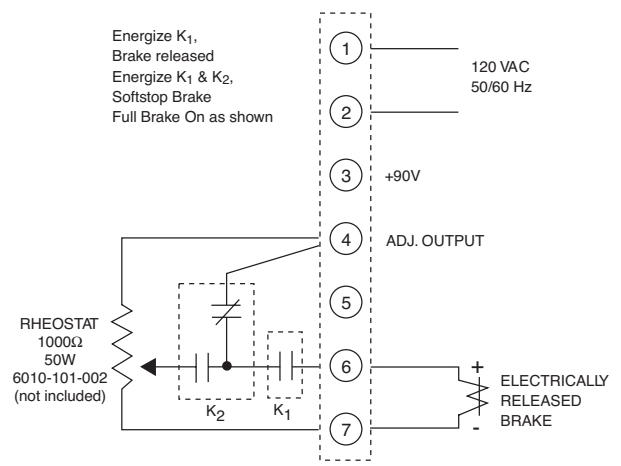 Energize K₁,
Brake released
Energize K₁ & K₂,
Softstop Brake
Full Brake On as shown
1
120 VAC
50/60 Hz
2
3
+90V
4
ADJ. OUTPUT
5
RHEOSTAT
1000Ω
50W
6010-101-002
(not included)
K₂
K₁
6
7
+
ELECTRICALLY
RELEASED
BRAKE
-